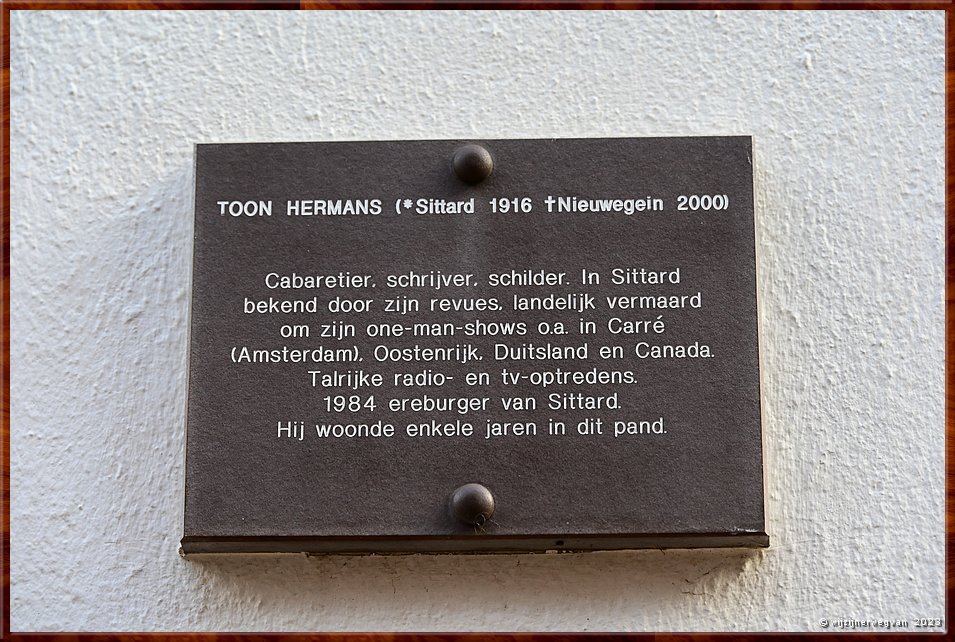 TOON HERMANS (*Sittard 1916 ✝Nieuwegein 2000)
Cabaretier, schrijver, schilder. In Sittard
bekend door zijn revues, landelijk vermaard
om zijn one-man-shows o.a. in Carré
(Amsterdam), Oostenrijk, Duitsland en Canada.
Talrijke radio- en tv-optredens.
1984 ereburger van Sittard.
Hij woonde enkele jaren in dit pand.
© wijzijnerwegvan 2023